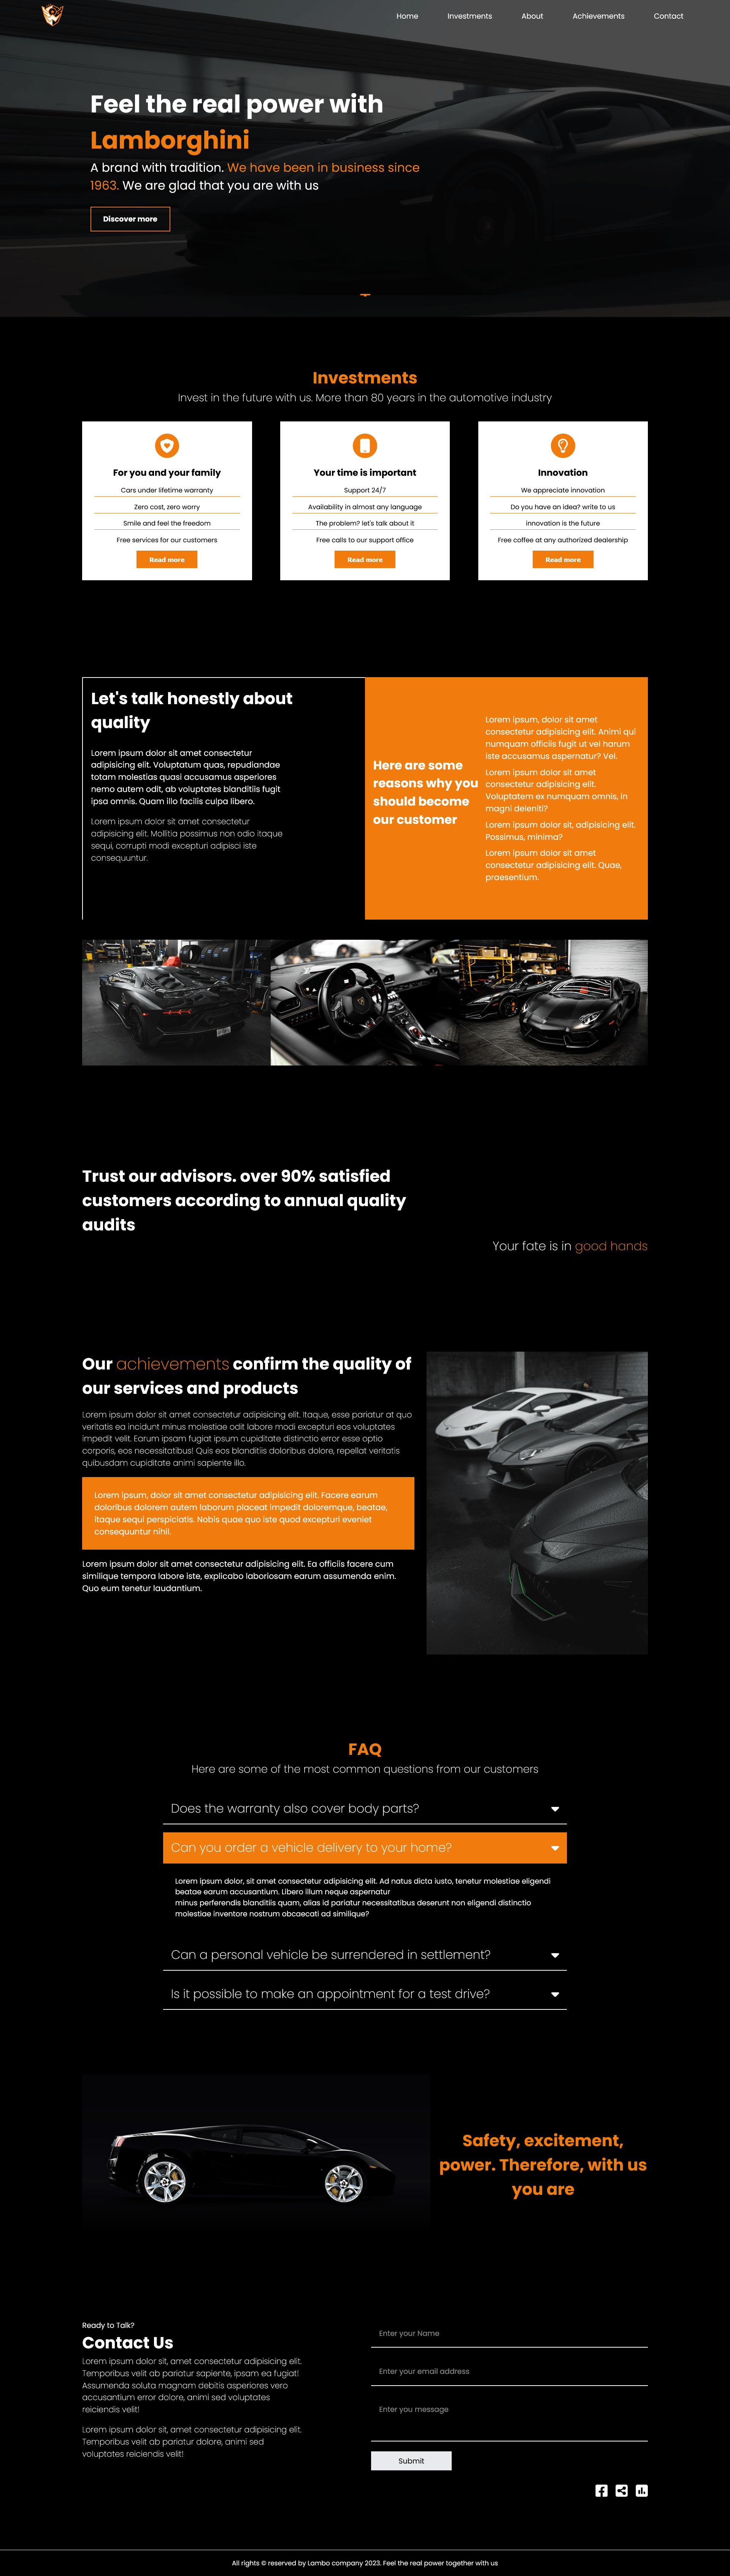 Home Investments About Achievements Contact
Feel the real power with
Lamborghini
A brand with tradition. We have been in business since
1963. We are glad that you are with us
Discover more
Investments
Invest in the future with us. More than 80 years in the automotive industry
For you and your family
Cars under lifetime warranty
Zero cost, zero worry
Smile and feel the freedom
Free services for our customers
Read more
Your time is important
Support 24/7
Availability in almost any language
The problem? let's talk about it
Free calls to our support office
Read more
Innovation
We appreciate innovation
Do you have an idea? write to us
innovation is the future
Free coffee at any authorized dealership
Read more
Let's talk honestly about
quality
Lorem ipsum dolor sit amet consectetur
adipisicing elit. Voluptatum quas, repudiandae
totam molestias quasi accusamus asperiores
nemo autem odit, ab voluptates blanditiis fugit
ipsa omnis. Quam illo facilis culpa libero.
Lorem ipsum dolor sit amet consectetur
adipisicing elit. Mollitia possimus non odio itaque
sequi, corrupti modi excepturi adipisci iste
consequuntur.
Here are some
reasons why you
should become
our customer
Lorem ipsum, dolor sit amet
consectetur adipisicing elit. Animi qui
numquam officiis fugit ut vel harum
iste accusamus aspernatur? Vel.
Lorem ipsum dolor sit amet
consectetur adipisicing elit.
Voluptatem ex numquam omnis, in
magni deleniti?
Lorem ipsum dolor sit, adipisicing elit.
Possimus, minima?
Lorem ipsum dolor sit amet
consectetur adipisicing elit. Quae,
praesentium.
Trust our advisors. over 90% satisfied
customers according to annual quality
audits
Your fate is in good hands
Our achievements confirm the quality of
our services and products
Lorem ipsum dolor sit amet consectetur adipisicing elit. Itaque, esse pariatur at quo
veritatis ea incidunt minus molestiae odit labore modi excepturi eos voluptates
impedit velit. Earum ipsam fugiat ipsum cupiditate distinctio error esse optio
corporis, eos necessitatibus! Quis eos blanditiis doloribus dolore, repellat veritatis
quibusdam cupiditate animi sapiente illo.
Lorem ipsum, dolor sit amet consectetur adipisicing elit. Facere earum
doloribus dolorem autem laborum placeat impedit doloremque, beatae,
itaque sequi perspiciatis. Nobis quae quo iste quod excepturi eveniet
consequuntur nihil.
Lorem ipsum dolor sit amet consectetur adipisicing elit. Ea officiis facere cum
similique tempora labore iste, explicabo laboriosam earum assumenda enim.
Quo eum tenetur laudantium.
FAQ
Here are some of the most common questions from our customers
Does the warranty also cover body parts?
Can you order a vehicle delivery to your home?
Lorem ipsum dolor, sit amet consectetur adipisicing elit. Ad natus dicta iusto, tenetur molestiae eligendi
beatae earum accusantium. Libero illum neque aspernatur
minus perferendis blanditiis quam, alias id pariatur necessitatibus deserunt non eligendi distinctio
molestiae inventore nostrum obcaecati ad similique?
Can a personal vehicle be surrendered in settlement?
Is it possible to make an appointment for a test drive?
Safety, excitement,
power. Therefore, with us
you are
Ready to Talk?
Contact Us
Lorem ipsum dolor sit, amet consectetur adipisicing elit.
Temporibus velit ab pariatur sapiente, ipsam ea fugiat!
Assumenda soluta magnam debitis asperiores vero
accusantium error dolore, animi sed voluptates
reiciendis velit!
Lorem ipsum dolor sit, amet consectetur adipisicing elit.
Temporibus velit ab pariatur dolore, animi sed
voluptates reiciendis velit!
Enter your Name
Enter your email address
Enter you message
Submit
All rights © reserved by Lambo company 2023. Feel the real power together with us